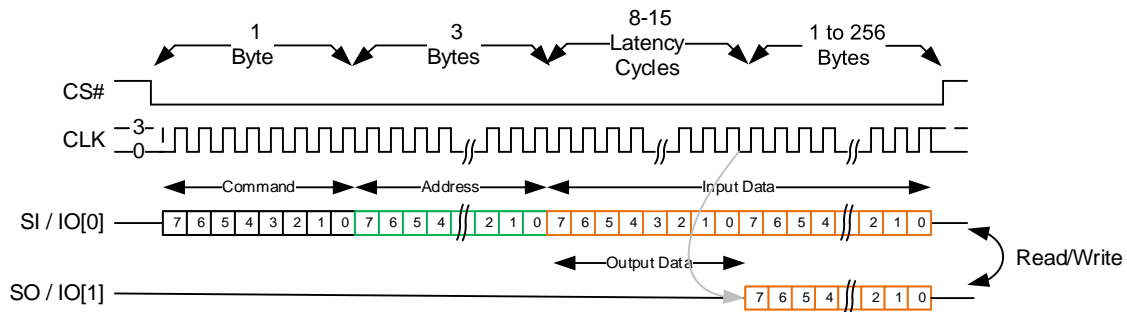 1
Byte
3
Bytes
8-15
Latency
Cycles
1 to 256
Bytes
CS#
CLK
3
0
Command
Address
Input Data
SI / IO[0]
7 6 5 4 3 2 1 0 7 6 5 4 2 1 0 7 6 5 4 3 2 1 0 7 6 5 4 2 1 0
Output Data
Read/Write
SO / IO[1]
7 6 5 4 2 1 0